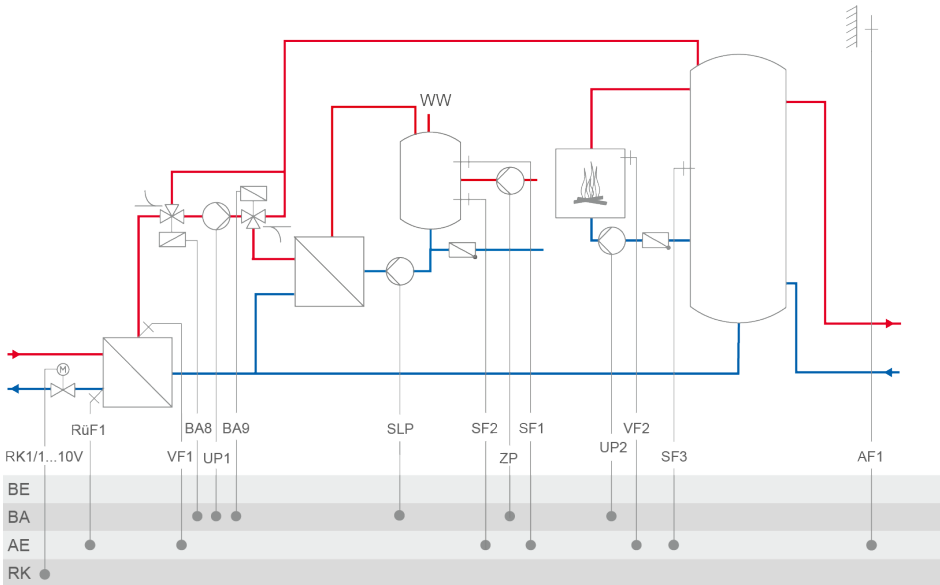 WW
M
RüF1
BA8
BA9
SLP
SF2
SF1
VF2
RK1/1...10V
VF1
UP1
ZP
UP2
SF3
AF1
BE
BA
AE
RK